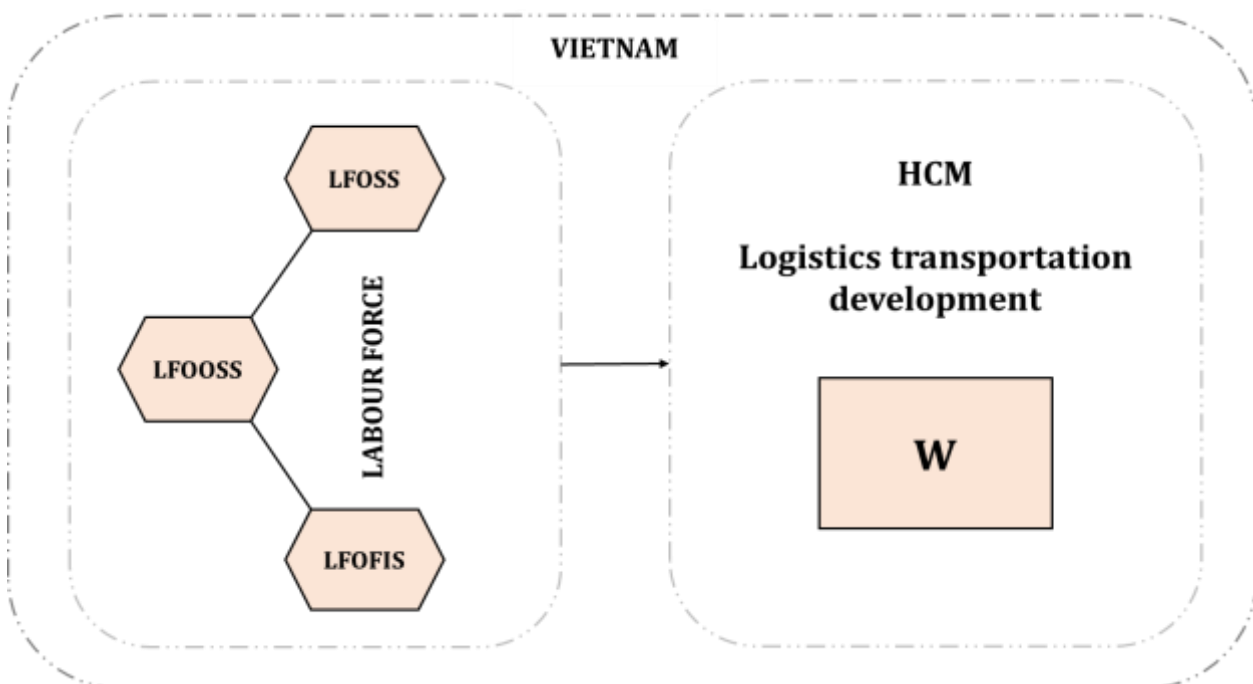 VIETNAM
LFOSS
LFOOSS
LABOUR FORCE
LFOFIS
HCM
Logistics transportation
development
W